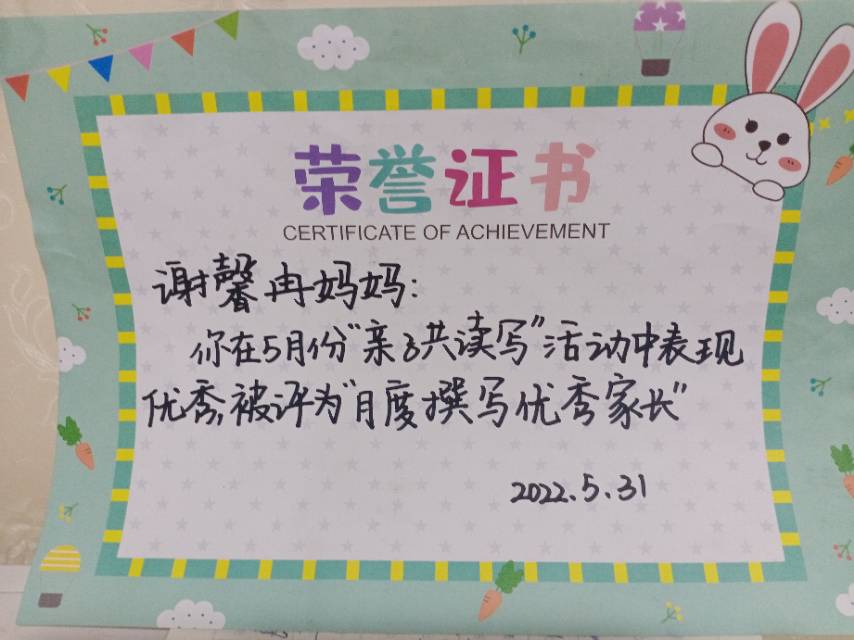 荣誉证书
CERTIFICATE OF ACHIEVEMENT
谢馨冉妈妈:
你在5月份"亲子共读写"活动中表现
优秀,被评为"月度撰写优秀家长"
2022.5.31